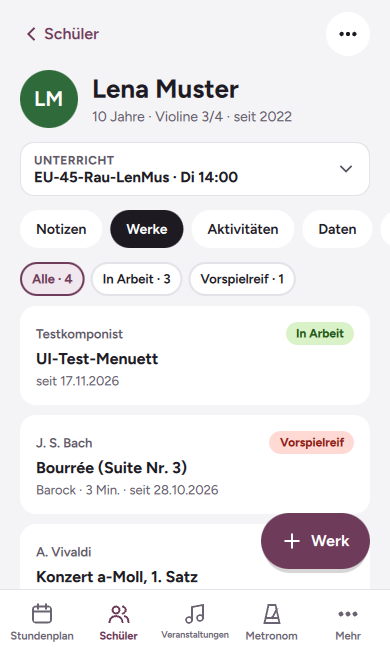 Schüler
LM
Lena Muster
10 Jahre · Violine 3/4 · seit 2022
UNTERRICHT
EU-45-Rau-LenMus · Di 14:00
Notizen Werke Aktivitäten Daten
Alle · 4 In Arbeit · 3 Vorspielreif · 1
Testkomponist In Arbeit
UI-Test-Menuett
seit 17.11.2026
J. S. Bach Vorspielreif
Bourrée (Suite Nr. 3)
Barock · 3 Min. · seit 28.10.2026
A. Vivaldi
Konzert a-Moll, 1. Satz
+ Werk
Stundenplan Schüler Veranstaltungen Metronom Mehr